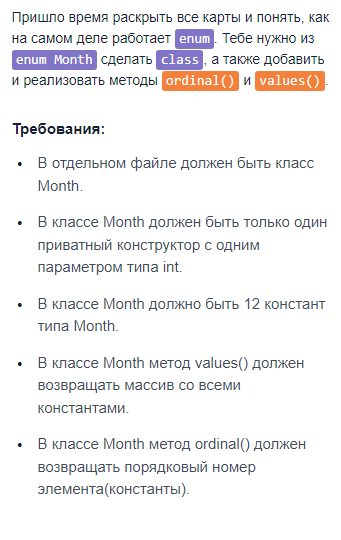 Пришло время раскрыть все карты и понять, как
на самом деле работает enum. Тебе нужно из
enum Month сделать class, а также добавить
и реализовать методы ordinal() и values().
Требования:
• В отдельном файле должен быть класс
Month.
• В классе Month должен быть только один
приватный конструктор с одним
параметром типа int.
• В классе Month должно быть 12 констант
типа Month.
• В классе Month метод values() должен
возвращать массив со всеми
константами.
• В классе Month метод ordinal() должен
возвращать порядковый номер
элемента(константы).